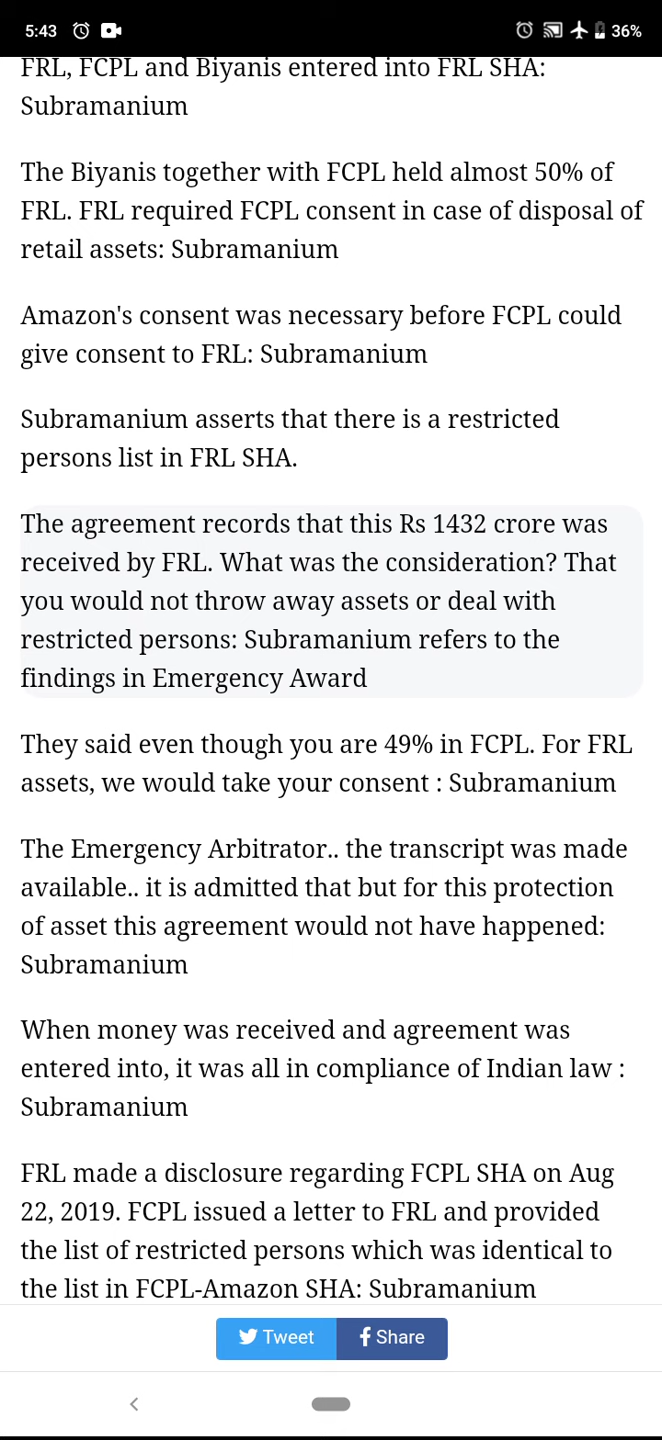 5:43
36%
FRL, FCPL and Biyanis entered into FRL SHA:
Subramanium
The Biyanis together with FCPL held almost 50% of
FRL. FRL required FCPL consent in case of disposal of
retail assets: Subramanium
Amazon's consent was necessary before FCPL could
give consent to FRL: Subramanium
Subramanium asserts that there is a restricted
persons list in FRL SHA.
The agreement records that this Rs 1432 crore was
received by FRL. What was the consideration? That
you would not throw away assets or deal with
restricted persons: Subramanium refers to the
findings in Emergency Award
They said even though you are 49% in FCPL. For FRL
assets, we would take your consent : Subramanium
The Emergency Arbitrator.. the transcript was made
available.. it is admitted that but for this protection
of asset this agreement would not have happened:
Subramanium
When money was received and agreement was
entered into, it was all in compliance of Indian law :
Subramanium
FRL made a disclosure regarding FCPL SHA on Aug
22, 2019. FCPL issued a letter to FRL and provided
the list of restricted persons which was identical to
the list in FCPL-Amazon SHA: Subramanium
Tweet
Share